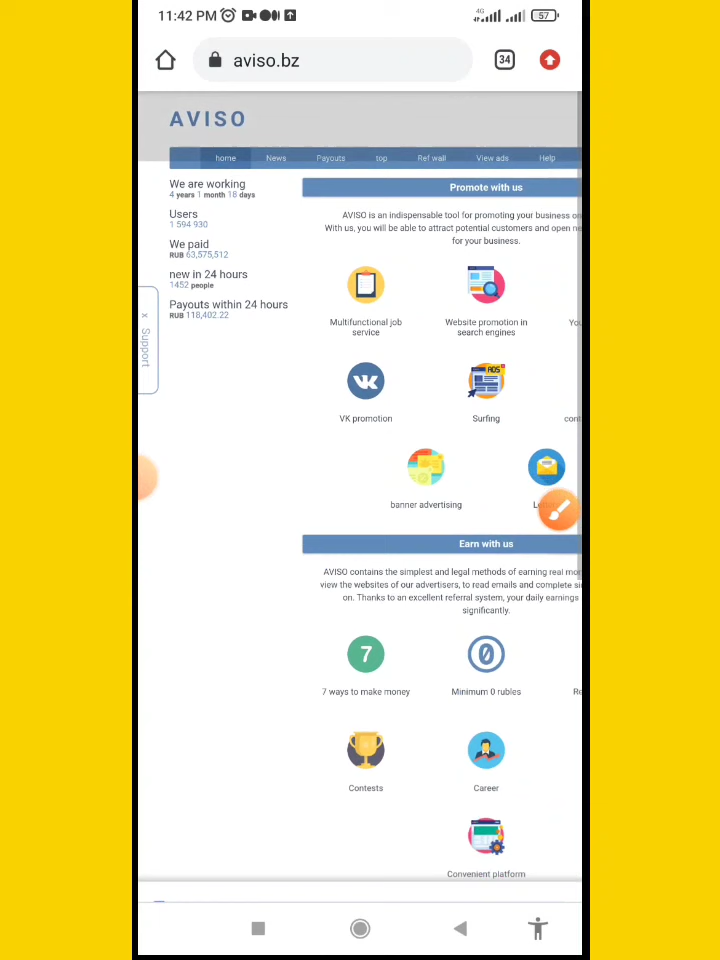 11:42 PM 4G 57
aviso.bz 34
AVISO
home News Payouts top Ref wall View ads Help
We are working
4 years 1 month 18 days
Users
1 594 930
We paid
RUB 63,575,512
new in 24 hours
1452 people
Payouts within 24 hours
RUB 118,402.22
x Support
Promote with us
AVISO is an indispensable tool for promoting your business on
With us, you will be able to attract potential customers and open
for your business.
Multifunctional job
service
Website promotion in
search engines
VK promotion
ADS
Surfing
banner advertising
Earn with us
AVISO contains the simplest and legal methods of earning real
view the websites of our advertisers, to read emails and complete
on. Thanks to an excellent referral system, your daily earnings
significantly.
7
7 ways to make money
0
Minimum 0 rubles
Contests
Career
Convenient platform